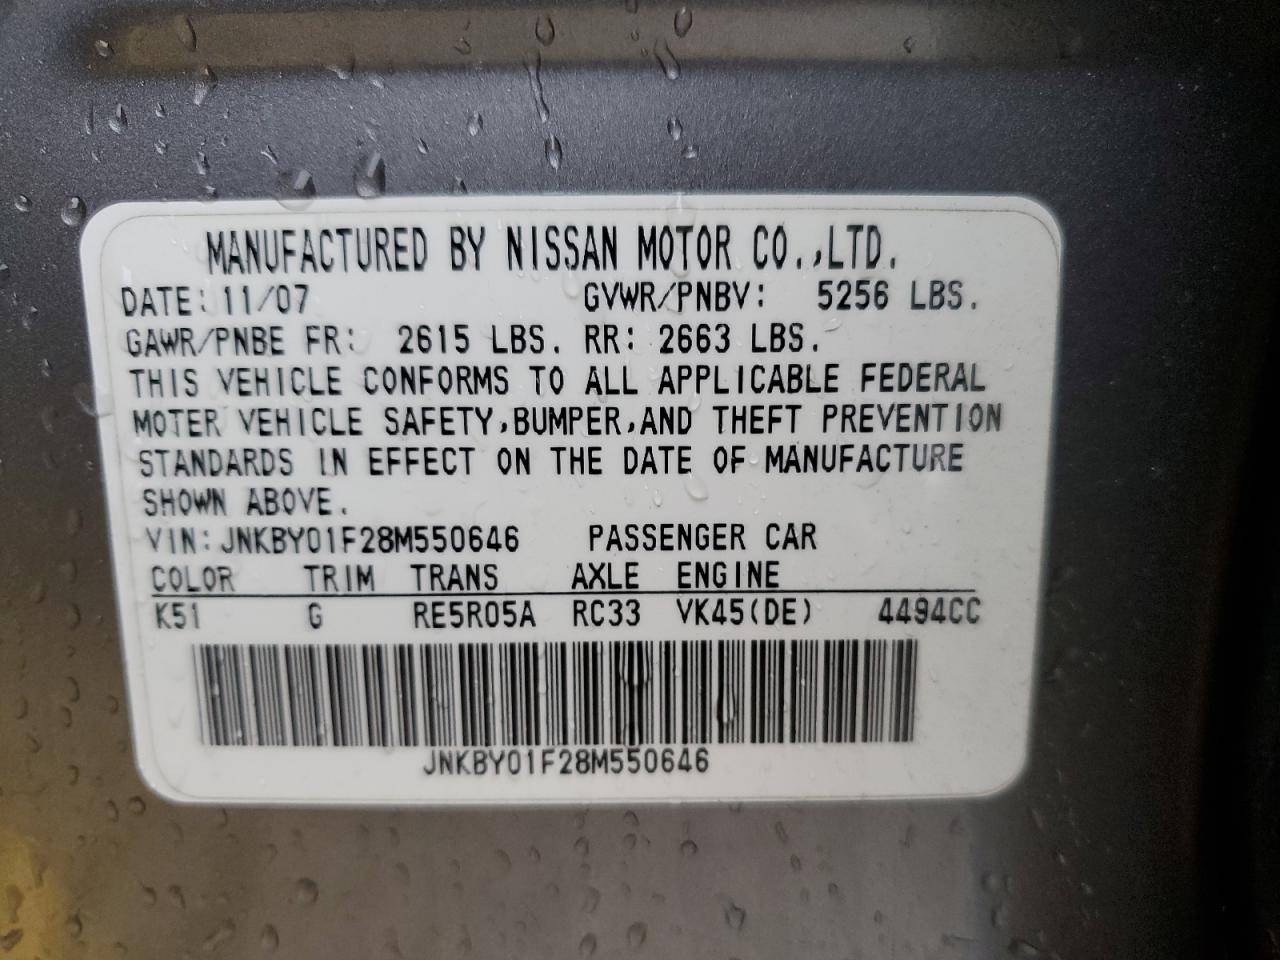 MANUFACTURED BY NISSAN MOTOR CO.,LTD.
DATE: 11/07 GVWR/PNBV: 5256 LBS.
GAWR/PNBE FR: 2615 LBS. RR: 2663 LBS.
THIS VEHICLE CONFORMS TO ALL APPLICABLE FEDERAL
MOTER VEHICLE SAFETY,BUMPER,AND THEFT PREVENTION
STANDARDS IN EFFECT ON THE DATE OF MANUFACTURE
SHOWN ABOVE.
VIN: JNKBY01F28M550646 PASSENGER CAR
COLOR TRIM TRANS AXLE ENGINE
K51 G RE5R05A RC33 VK45(DE) 4494CC
JNKBY01F28M550646